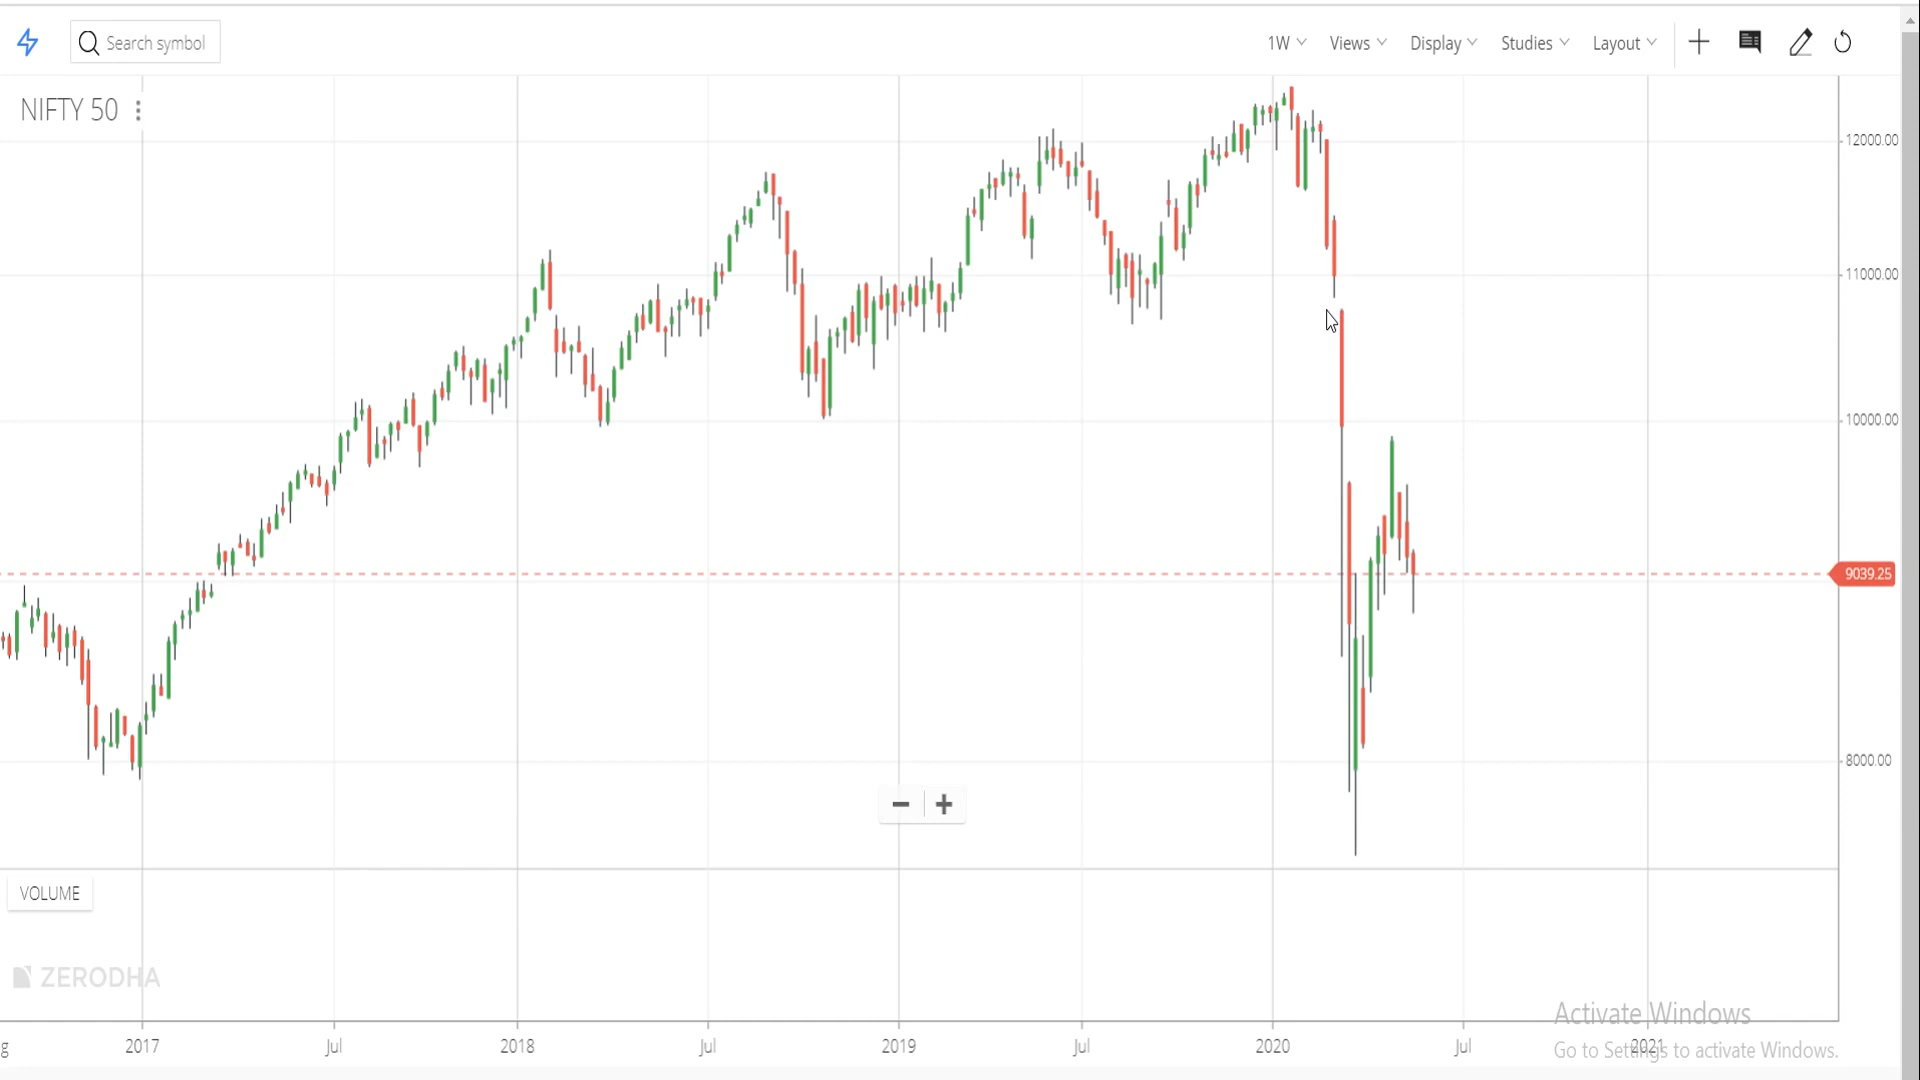 Search symbol
1W Views Display Studies Layout
NIFTY 50
12000.00
11000.00
10000.00
9039.25
8000.00
VOLUME
ZERODHA
Activate Windows
Go to Settings to activate Windows.
g 2017 Jul 2018 Jul 2019 Jul 2020 Jul 2021